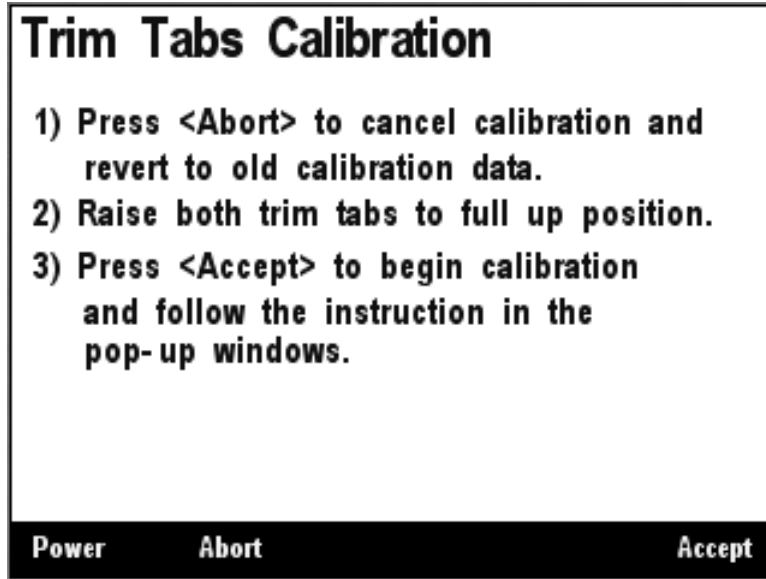 Trim Tabs Calibration
1) Press <Abort> to cancel calibration and
revert to old calibration data.
2) Raise both trim tabs to full up position.
3) Press <Accept> to begin calibration
and follow the instruction in the
pop-up windows.
Power Abort Accept